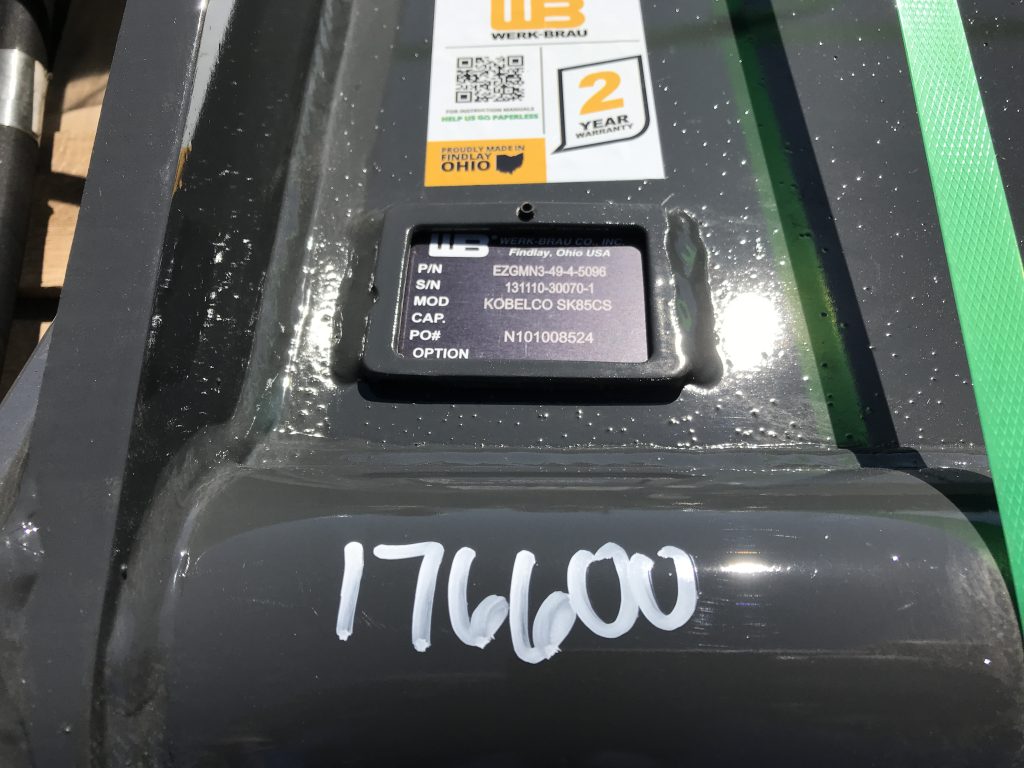 WB
WERK-BRAU
FOR INSTRUCTION MANUALS
HELP US GO PAPERLESS
2
YEAR
WARRANTY
PROUDLY MADE IN
FINDLAY
OHIO
WB® WERK-BRAU CO., INC
Findlay, Ohio USA
P/N EZGMN3-49-4-5096
S/N 131110-30070-1
MOD KOBELCO SK85CS
CAP.
PO# N101008524
OPTION
176600